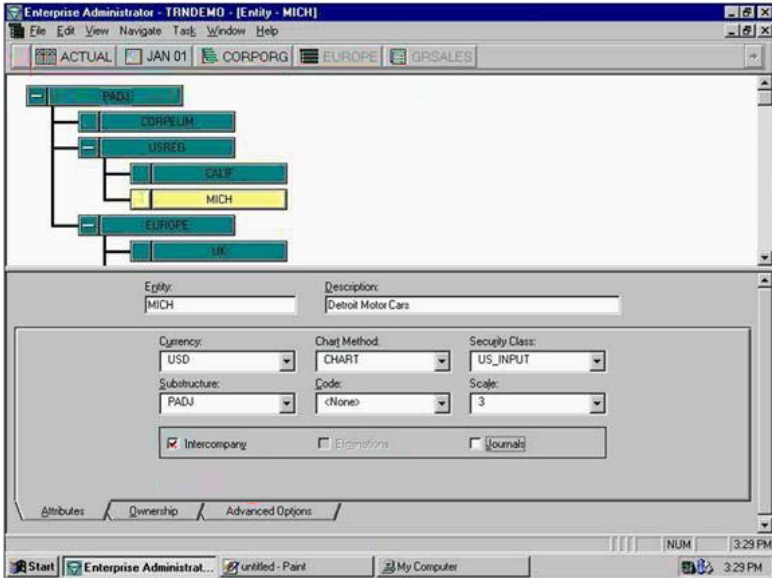 Enterprise Administrator - TRNDEMO - [Entity - MICH]
File Edit View Navigate Task Window Help
ACTUAL JAN 01 CORPORG EUROPE GRSALES
PADJ
CORPELIM
USREG
CALIF
MICH
EUROPE
UK
Entity: Description:
MICH Detroit Motor Cars
Currency: Chart Method: Security Class:
USD CHART US_INPUT
Substructure: Code: Scale:
PADJ <None> 3
Intercompany Eliminations Journals
Attributes Ownership Advanced Options
NUM 3:29 PM
Start Enterprise Administrat... untitled - Paint My Computer 3:29 PM